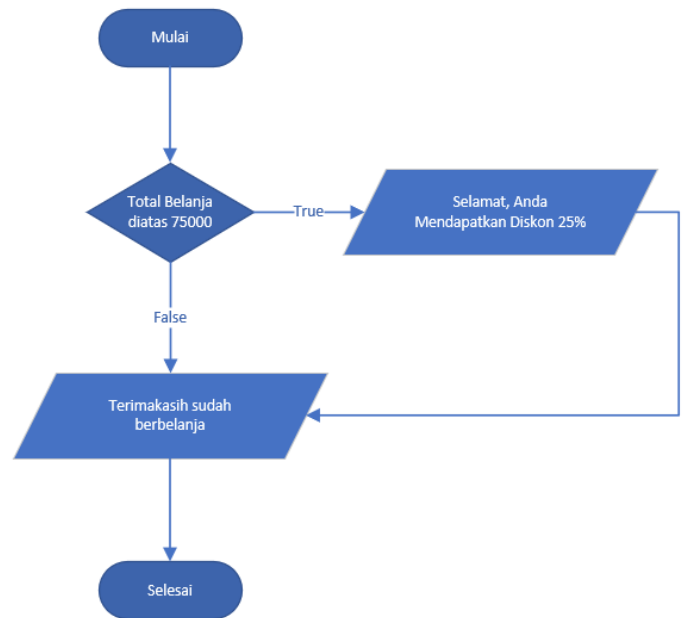 Mulai
Total Belanja
diatas 75000
True
Selamat, Anda
Mendapatkan Diskon 25%
False
Terimakasih sudah
berbelanja
Selesai